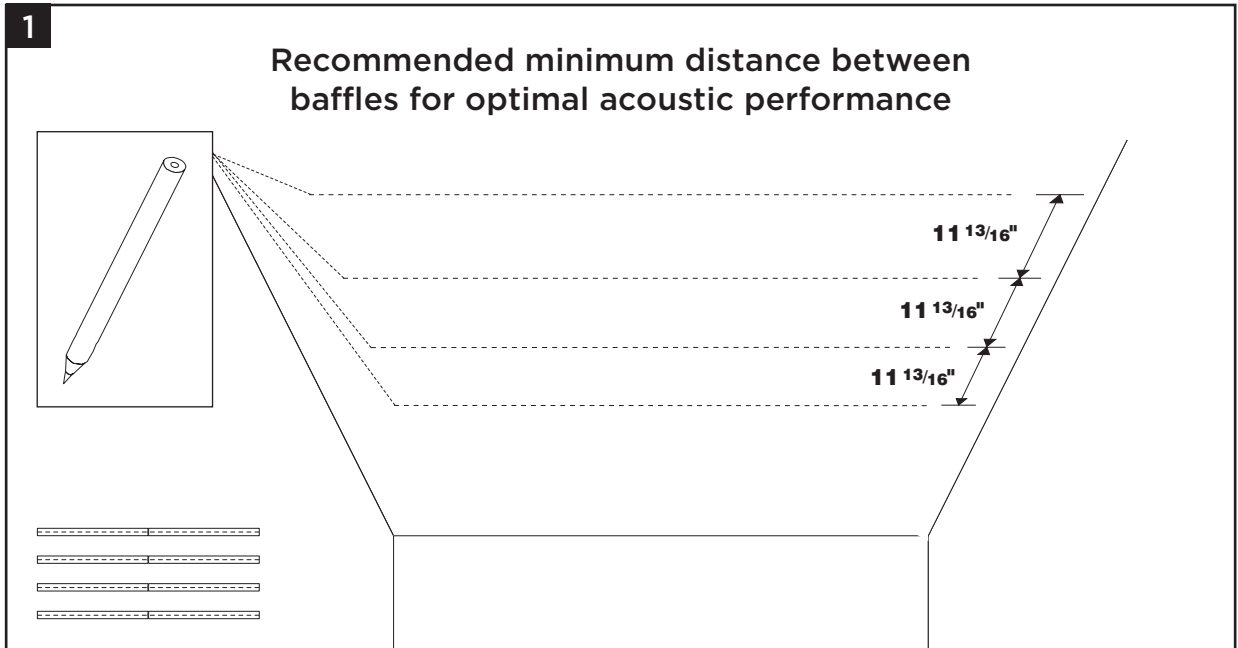 1
Recommended minimum distance between
baffles for optimal acoustic performance
11 13/16"
11 13/16"
11 13/16"